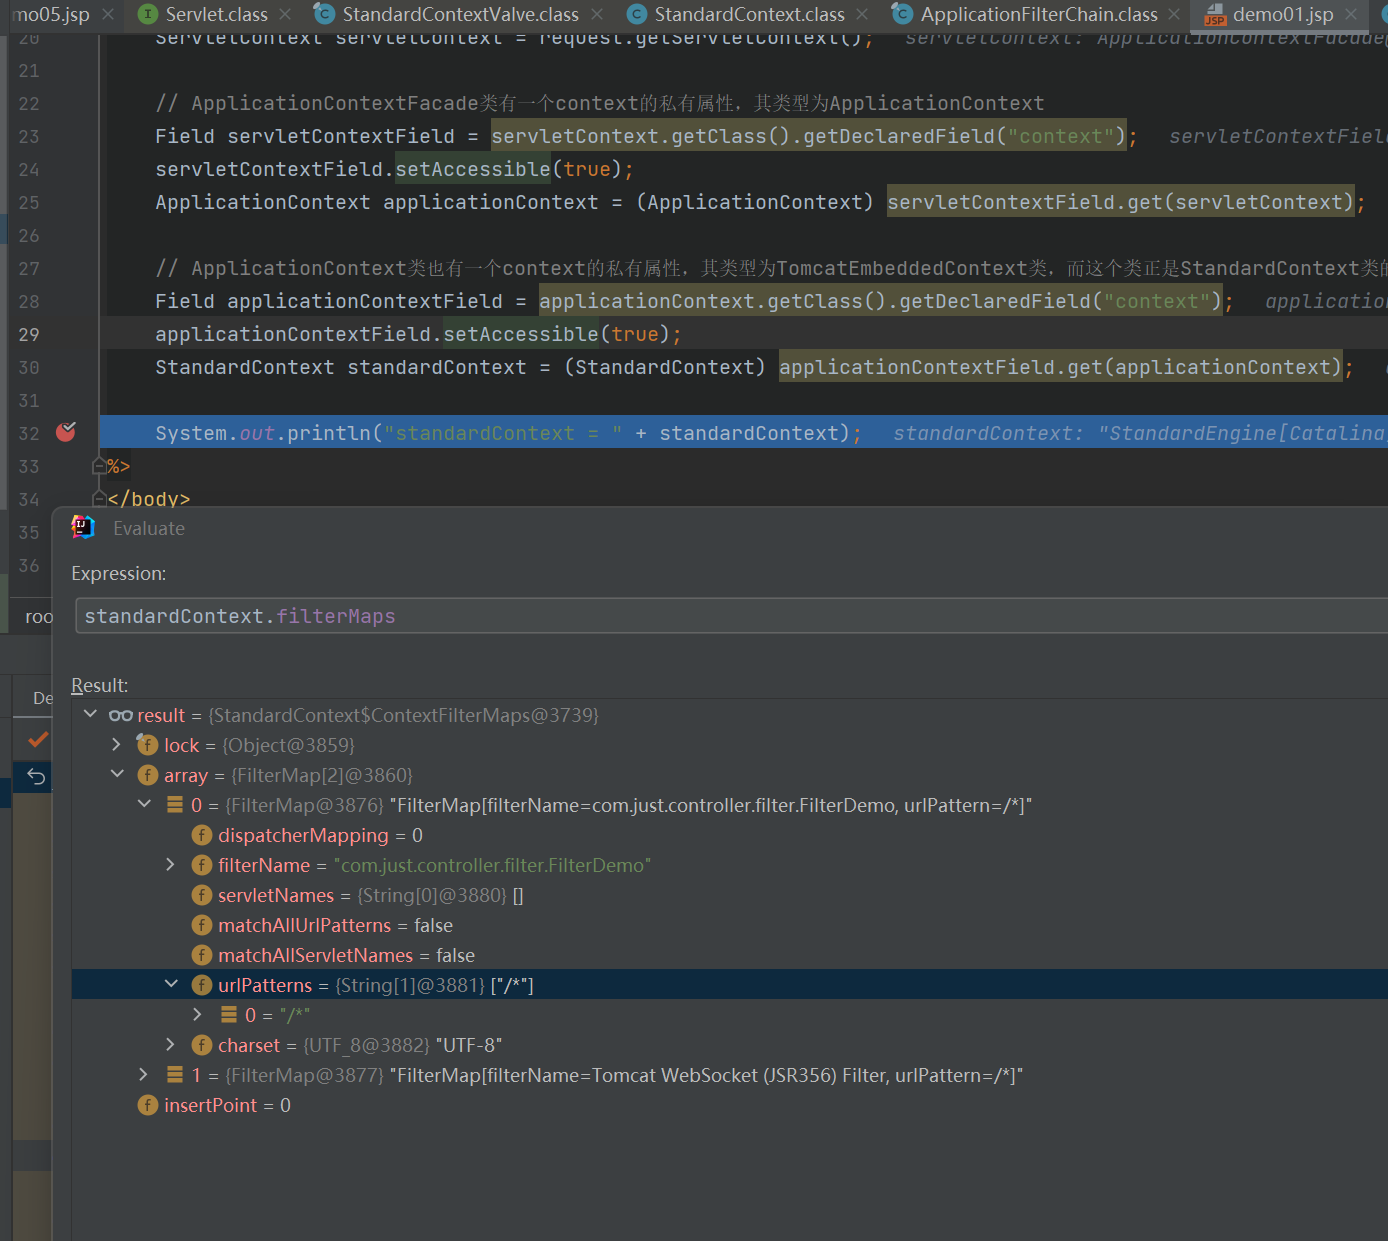 mo05.jsp Servlet.class StandardContextValve.class StandardContext.class ApplicationFilterChain.class demo01.jsp
20 ServletContext servletContext = request.getServletContext(); servletContext: ApplicationContextFacade@
21
22 // ApplicationContextFacade类有一个context的私有属性，其类型为ApplicationContext
23 Field servletContextField = servletContext.getClass().getDeclaredField("context"); servletContextField
24 servletContextField.setAccessible(true);
25 ApplicationContext applicationContext = (ApplicationContext) servletContextField.get(servletContext);
26
27 // ApplicationContext类也有一个context的私有属性，其类型为TomcatEmbeddedContext类，而这个类正是StandardContext类的
28 Field applicationContextField = applicationContext.getClass().getDeclaredField("context"); application
29 applicationContextField.setAccessible(true);
30 StandardContext standardContext = (StandardContext) applicationContextField.get(applicationContext);
31
32 System.out.println("standardContext = " + standardContext); standardContext: "StandardEngine[Catalina]
33 %>
34 </body>
35
36
Evaluate
Expression:
roo
standardContext.filterMaps
Result:
De
result = {StandardContext$ContextFilterMaps@3739}
lock = {Object@3859}
array = {FilterMap[2]@3860}
0 = {FilterMap@3876} "FilterMap[filterName=com.just.controller.filter.FilterDemo, urlPattern=/*]"
dispatcherMapping = 0
filterName = "com.just.controller.filter.FilterDemo"
servletNames = {String[0]@3880} []
matchAllUrlPatterns = false
matchAllServletNames = false
urlPatterns = {String[1]@3881} ["/*"]
0 = "/*"
charset = {UTF_8@3882} "UTF-8"
1 = {FilterMap@3877} "FilterMap[filterName=Tomcat WebSocket (JSR356) Filter, urlPattern=/*]"
insertPoint = 0